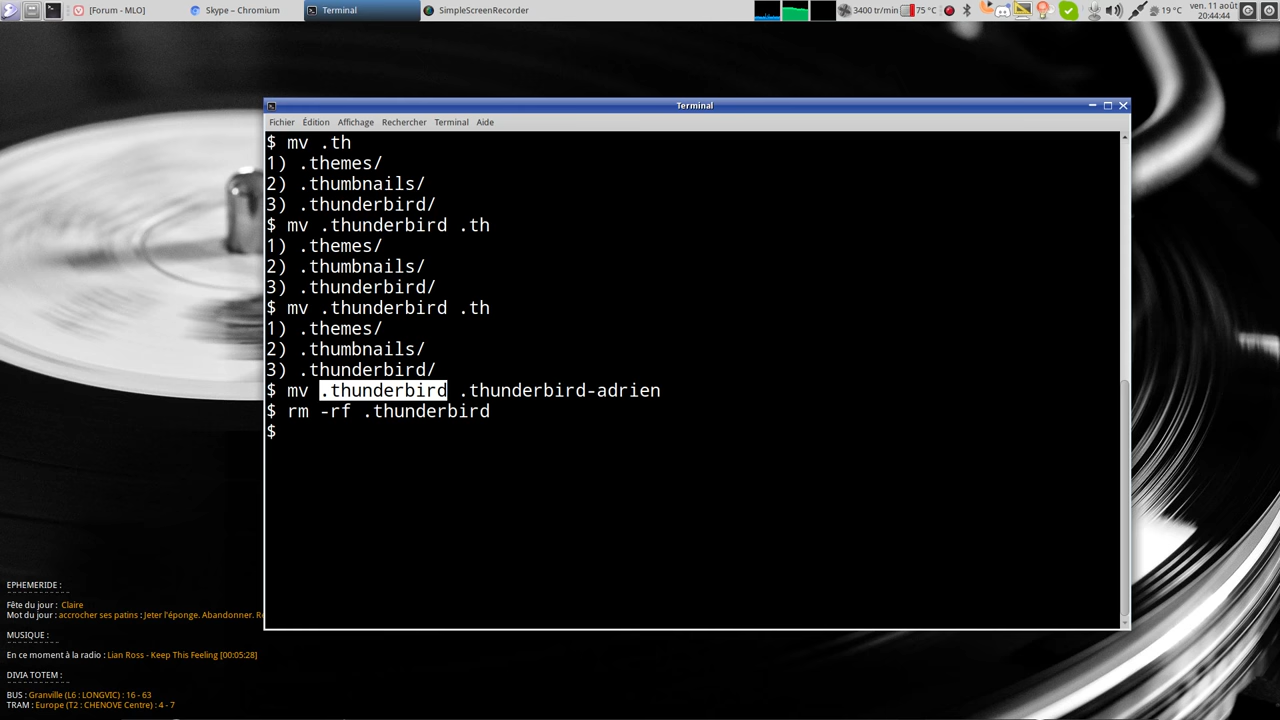 [Forum - MLO]
Skype – Chromium
Terminal
SimpleScreenRecorder
3400 tr/min
75 °C
19 °C
ven. 11 août
20:44:44
Terminal
Fichier Édition Affichage Rechercher Terminal Aide
$ mv .th
1) .themes/
2) .thumbnails/
3) .thunderbird/
$ mv .thunderbird .th
1) .themes/
2) .thumbnails/
3) .thunderbird/
$ mv .thunderbird .th
1) .themes/
2) .thumbnails/
3) .thunderbird/
$ mv .thunderbird .thunderbird-adrien
$ rm -rf .thunderbird
$
EPHEMERIDE :
Fête du jour : Claire
Mot du jour : accrocher ses patins : Jeter l'éponge. Abandonner. Re
MUSIQUE :
En ce moment à la radio : Lian Ross - Keep This Feeling [00:05:28]
DIVIA TOTEM :
BUS : Granville (L6 : LONGVIC) : 16 - 63
TRAM : Europe (T2 : CHENOVE Centre) : 4 - 7